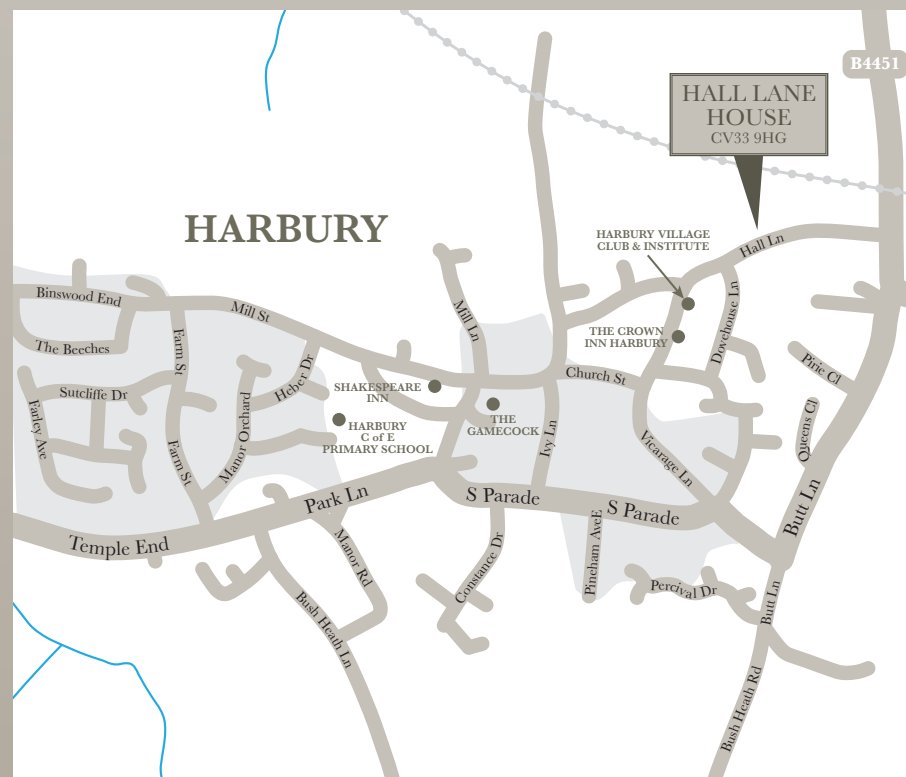 B4451
HALL LANE
HOUSE
CV33 9HG
HARBURY
HARBURY VILLAGE
CLUB & INSTITUTE
Hall Ln
Binswood End
Mill St
Mill Ln
Dovehouse Ln
THE CROWN
INN HARBURY
The Beeches
Farm St
Heber Dr
Church St
Pirie Cl
SHAKESPEARE
INN
Sutcliffe Dr
Farley Ave
Manor Orchard
THE
GAMECOCK
HARBURY
C of E
PRIMARY SCHOOL
Ivy Ln
Queens Cl
Farm St
Vicarage Ln
Park Ln
S Parade
S Parade
Butt Ln
Temple End
Manor Rd
Constance Dr
Pineham AveE
Percival Dr
Butt Ln
Bush Heath Ln
Bush Heath Rd